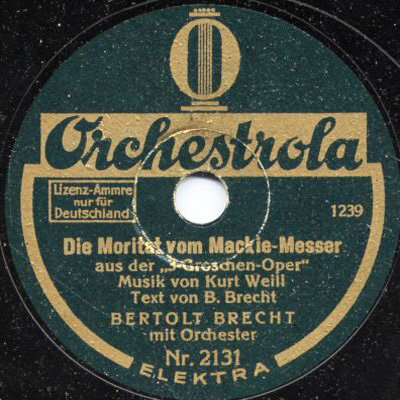 Orchestrola
Lizenz-Ammre
nur für
Deutschland
1239
Die Moritat vom Mackie-Messer
aus der „3-Groschen-Oper"
Musik von Kurt Weill
Text von B. Brecht
BERTOLT BRECHT
mit Orchester
Nr. 2131
ELEKTRA